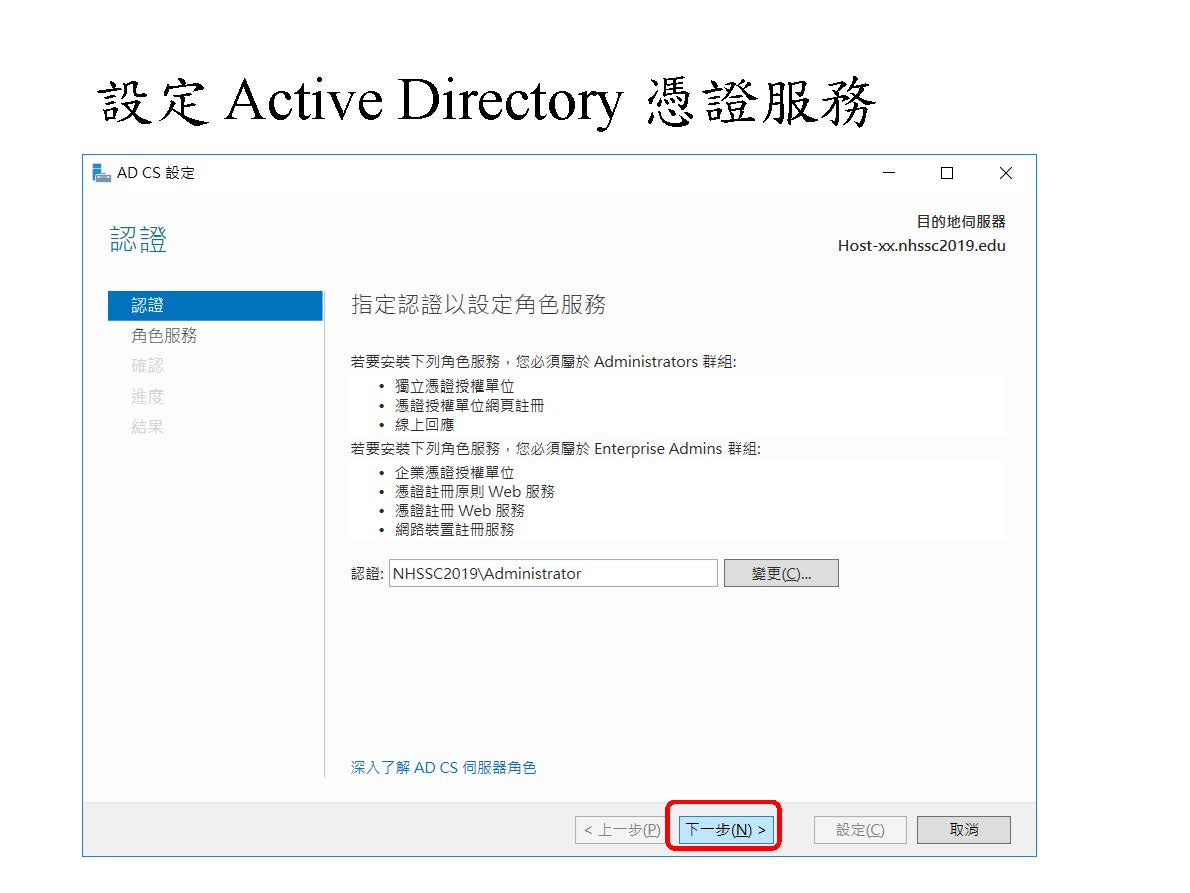 設定 Active Directory 憑證服務
AD CS 設定
認證
目的地伺服器
Host-xx.nhssc2019.edu
認證
角色服務
確認
進度
結果
指定認證以設定角色服務
若要安裝下列角色服務，您必須屬於 Administrators 群組:
• 獨立憑證授權單位
• 憑證授權單位網頁註冊
• 線上回應
若要安裝下列角色服務，您必須屬於 Enterprise Admins 群組:
• 企業憑證授權單位
• 憑證註冊原則 Web 服務
• 憑證註冊 Web 服務
• 網路裝置註冊服務
認證: NHSSC2019\Administrator 變更(C)...
深入了解 AD CS 伺服器角色
< 上一步(P) 下一步(N) > 設定(C) 取消